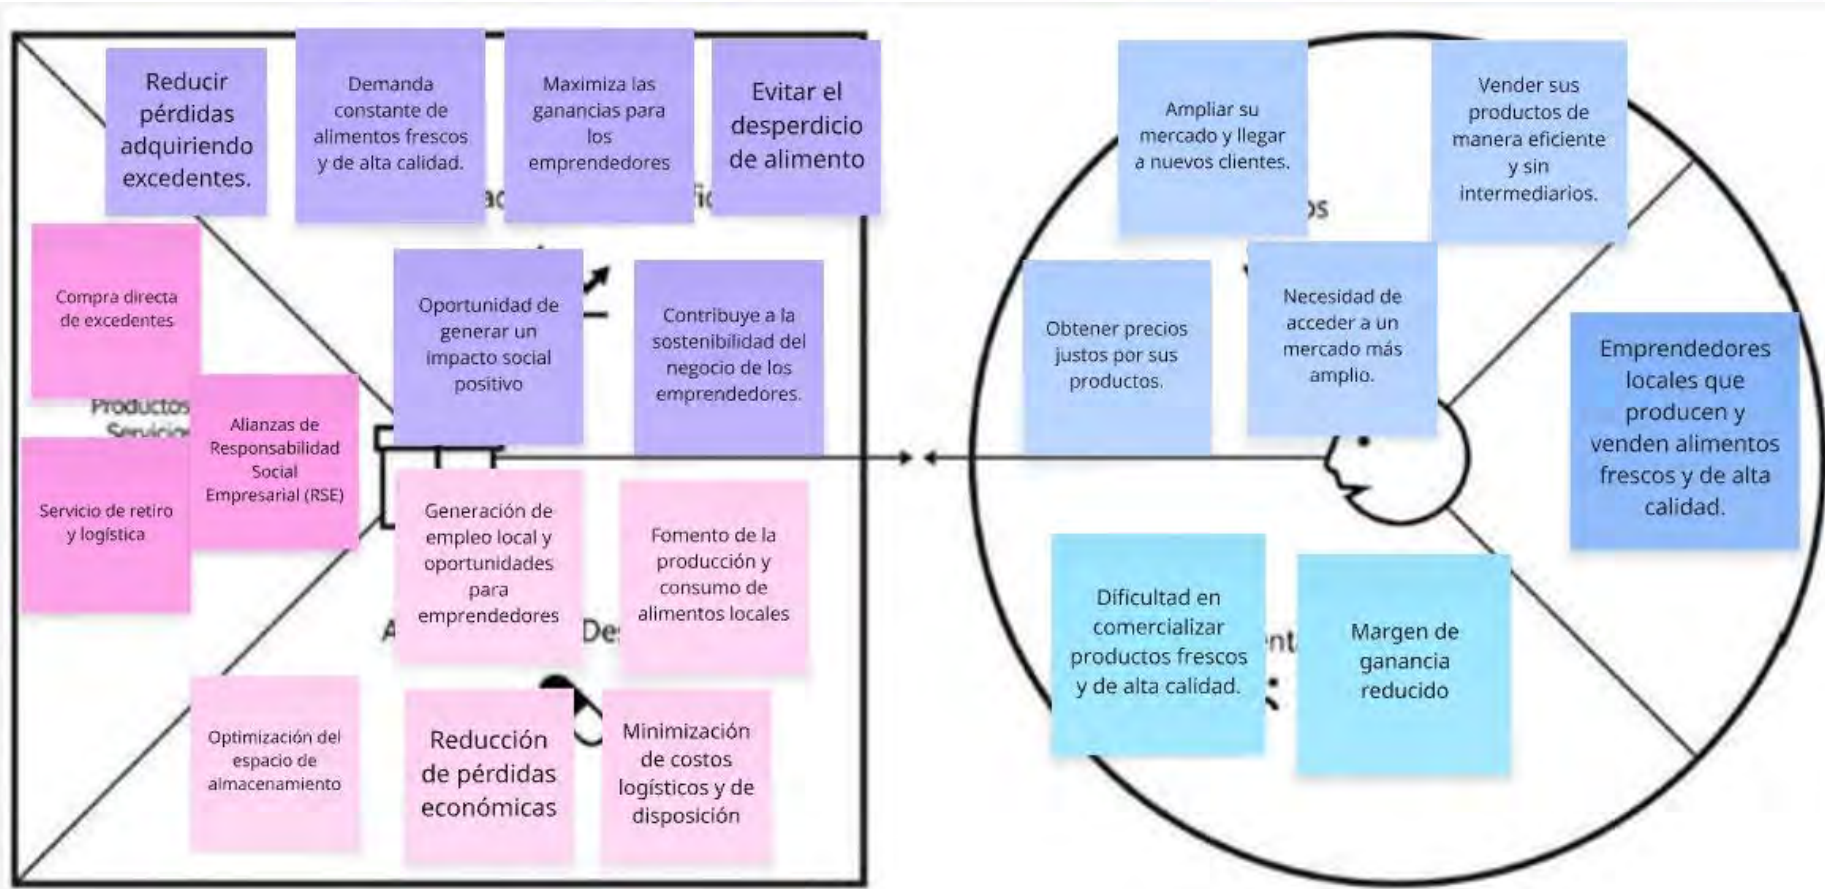 Reducir
pérdidas
adquiriendo
excedentes.
Demanda
constante de
alimentos frescos
y de alta calidad.
Maximiza las
ganancias para
los
emprendedores
Evitar el
desperdicio
de alimento
Compra directa
de excedentes
Oportunidad de
generar un
impacto social
positivo
Contribuye a la
sostenibilidad del
negocio de los
emprendedores.
Productos
Alianzas de
Responsabilidad
Social
Empresarial (RSE)
Servicio de retiro
y logística
Generación de
empleo local y
oportunidades
para
emprendedores
Fomento de la
producción y
consumo de
alimentos locales
Optimización del
espacio de
almacenamiento
Reducción
de pérdidas
económicas
Minimización
de costos
logísticos y de
disposición
Ampliar su
mercado y llegar
a nuevos clientes.
Vender sus
productos de
manera eficiente
y sin
intermediarios.
Obtener precios
justos por sus
productos.
Necesidad de
acceder a un
mercado más
amplio.
Emprendedores
locales que
producen y
venden alimentos
frescos y de alta
calidad.
Dificultad en
comercializar
productos frescos
y de alta calidad.
Margen de
ganancia
reducido